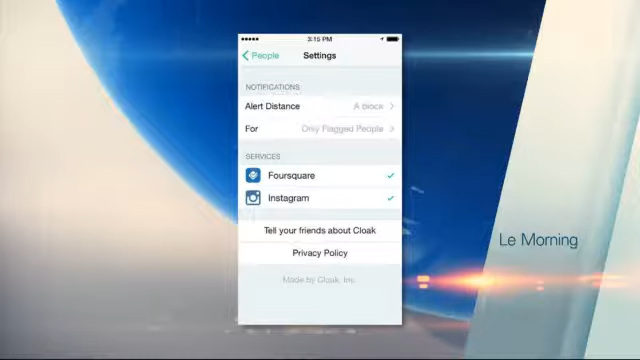 3:15 PM
People
Settings
NOTIFICATIONS
Alert Distance
A block
For
Only Flagged People
SERVICES
Foursquare
Instagram
Tell your friends about Cloak
Privacy Policy
Made by Cloak, Inc.
Le Morning